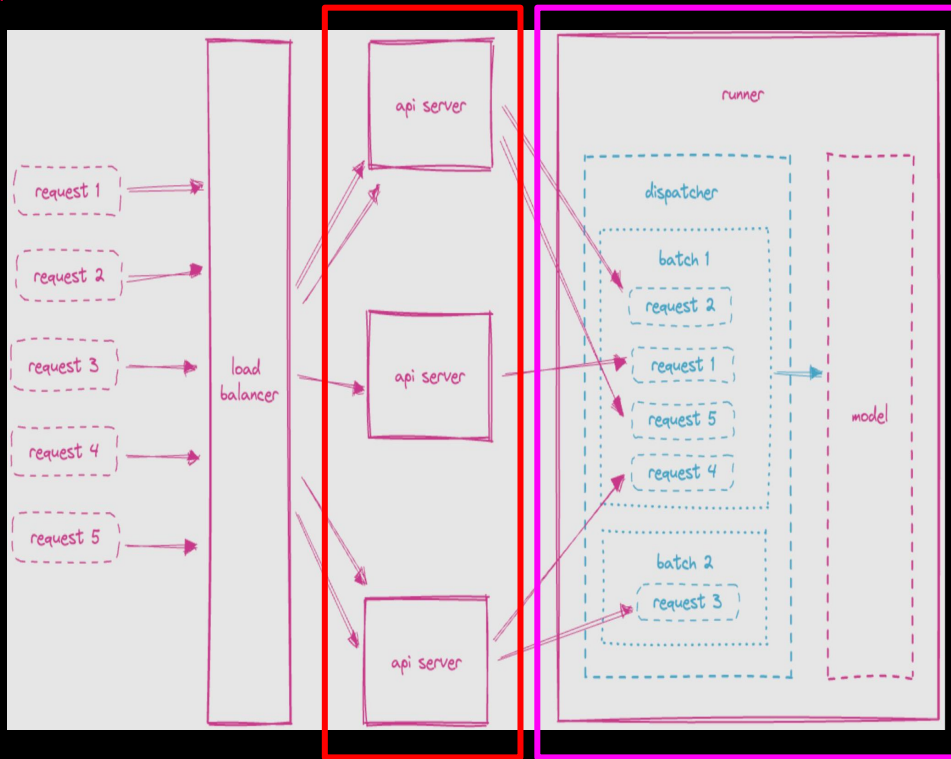 request 1
request 2
request 3
request 4
request 5
load
balancer
api server
api server
api server
runner
dispatcher
batch 1
request 2
request 1
request 5
request 4
batch 2
request 3
model